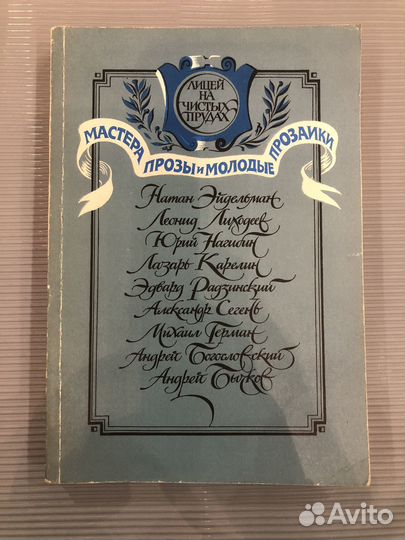 ЛИЦЕЙ
НА
ЧИСТЫХ
ПРУДАХ
МАСТЕРА ПРОЗЫ И МОЛОДЫЕ ПРОЗАИКИ
Натан Эйдельман
Леонид Лиходеев
Юрий Нагибин
Лазарь Карелин
Эдвард Радзинский
Александр Сегень
Михаил Герман
Андрей Богословский
Андрей Бычков
Avito